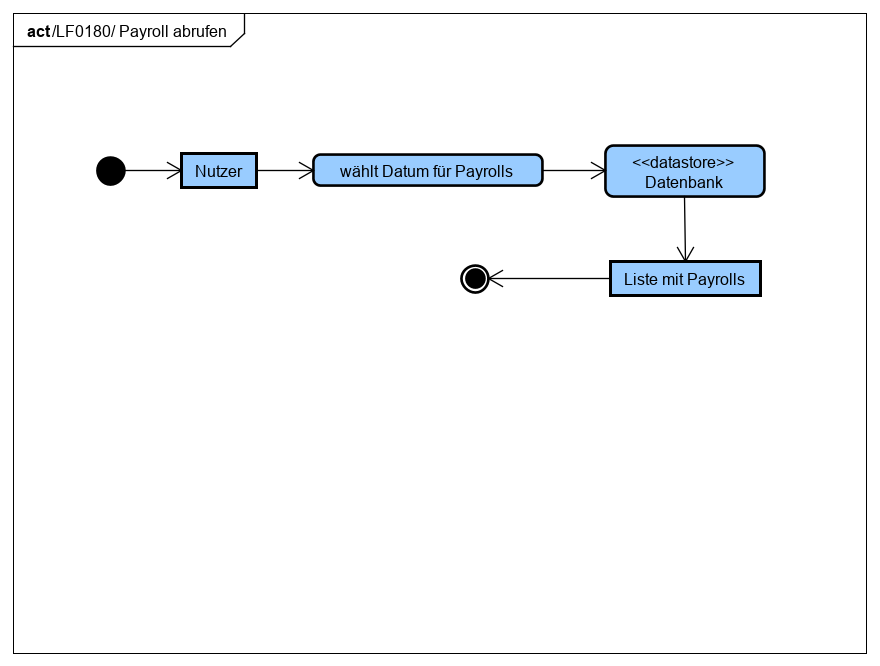 act/LF0180/ Payroll abrufen
Nutzer
wählt Datum für Payrolls
<<datastore>>
Datenbank
Liste mit Payrolls